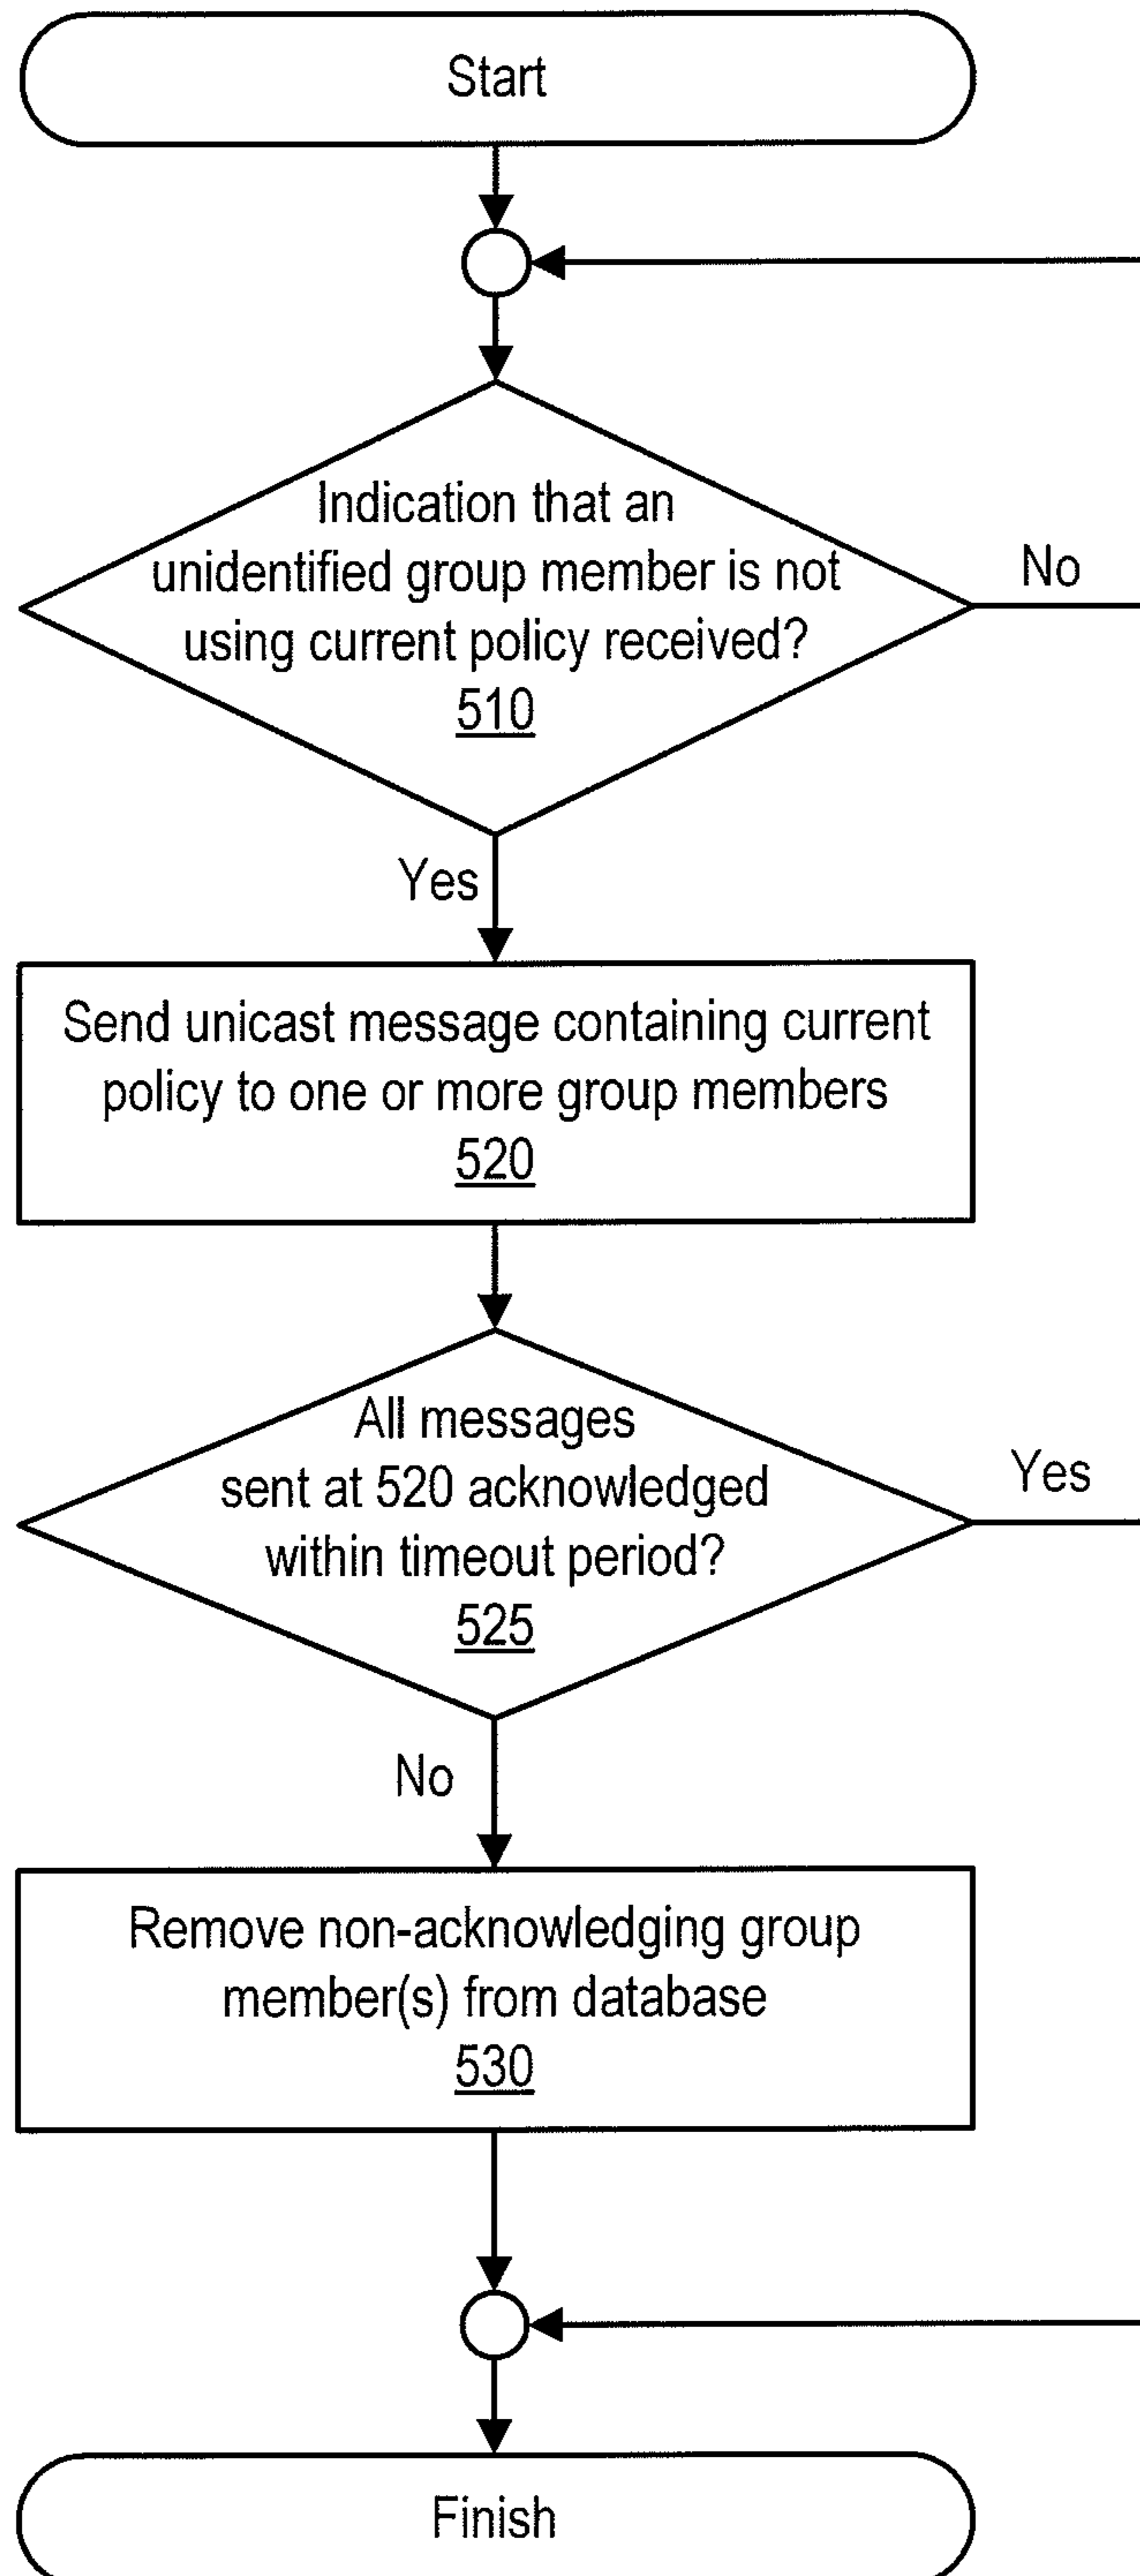 Start
Indication that an
unidentified group member is not
using current policy received?
510
No
Yes
Send unicast message containing current
policy to one or more group members
520
All messages
sent at 520 acknowledged
within timeout period?
525
Yes
No
Remove non-acknowledging group
member(s) from database
530
Finish